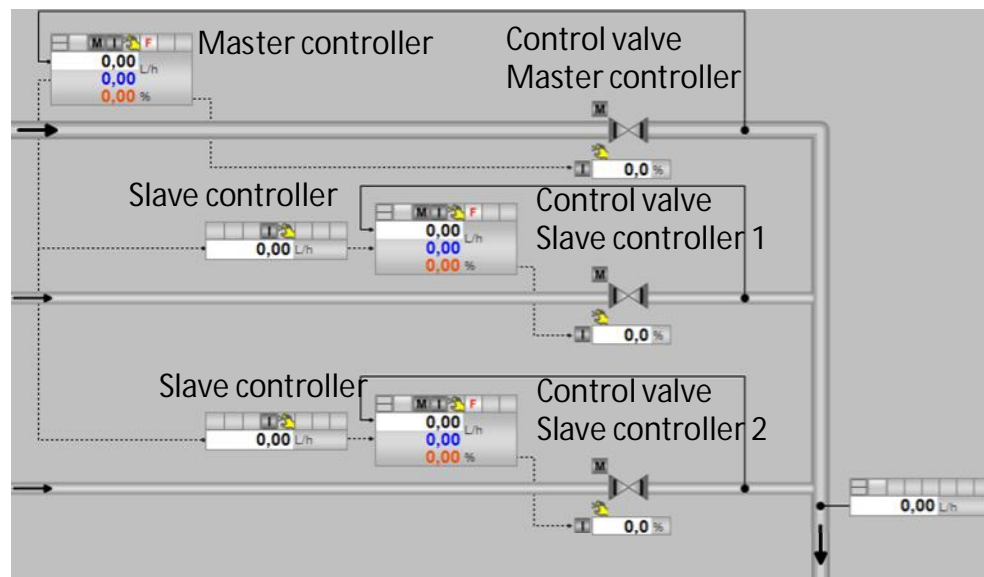 Master controller
M I F
0,00 L/h
0,00
0,00 %
Control valve
Master controller
M
I 0,0 %
Slave controller
I
0,00 L/h
M I F
0,00 L/h
0,00
0,00 %
Control valve
Slave controller 1
M
I 0,0 %
Slave controller
I
0,00 L/h
M I F
0,00 L/h
0,00
0,00 %
Control valve
Slave controller 2
M
I 0,0 %
0,00 L/h